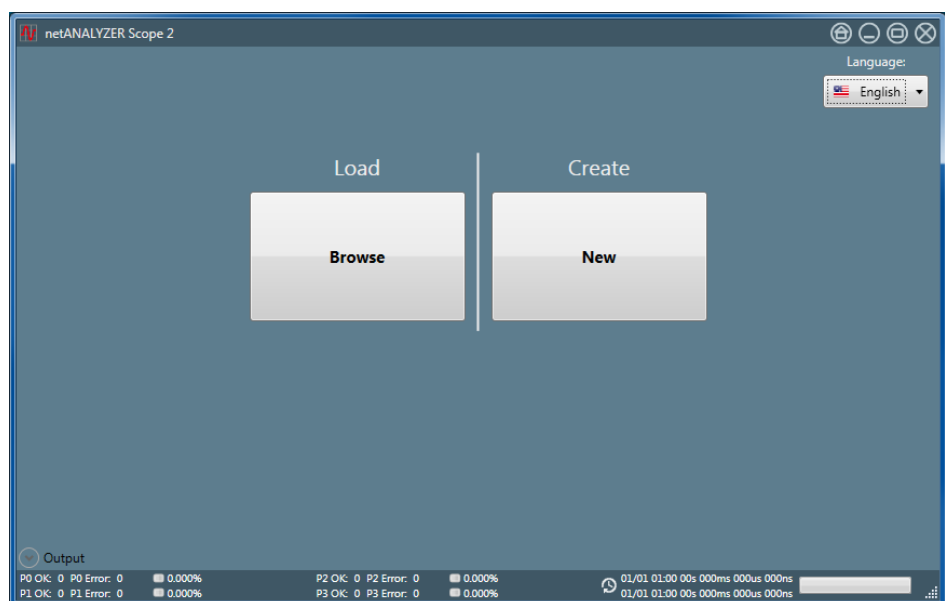 netANALYZER Scope 2
Language:
English
Load
Create
Browse
New
Output
P0 OK: 0 P0 Error: 0 0.000% P2 OK: 0 P2 Error: 0 0.000% 01/01 01:00 00s 000ms 000us 000ns
P1 OK: 0 P1 Error: 0 0.000% P3 OK: 0 P3 Error: 0 0.000% 01/01 01:00 00s 000ms 000us 000ns